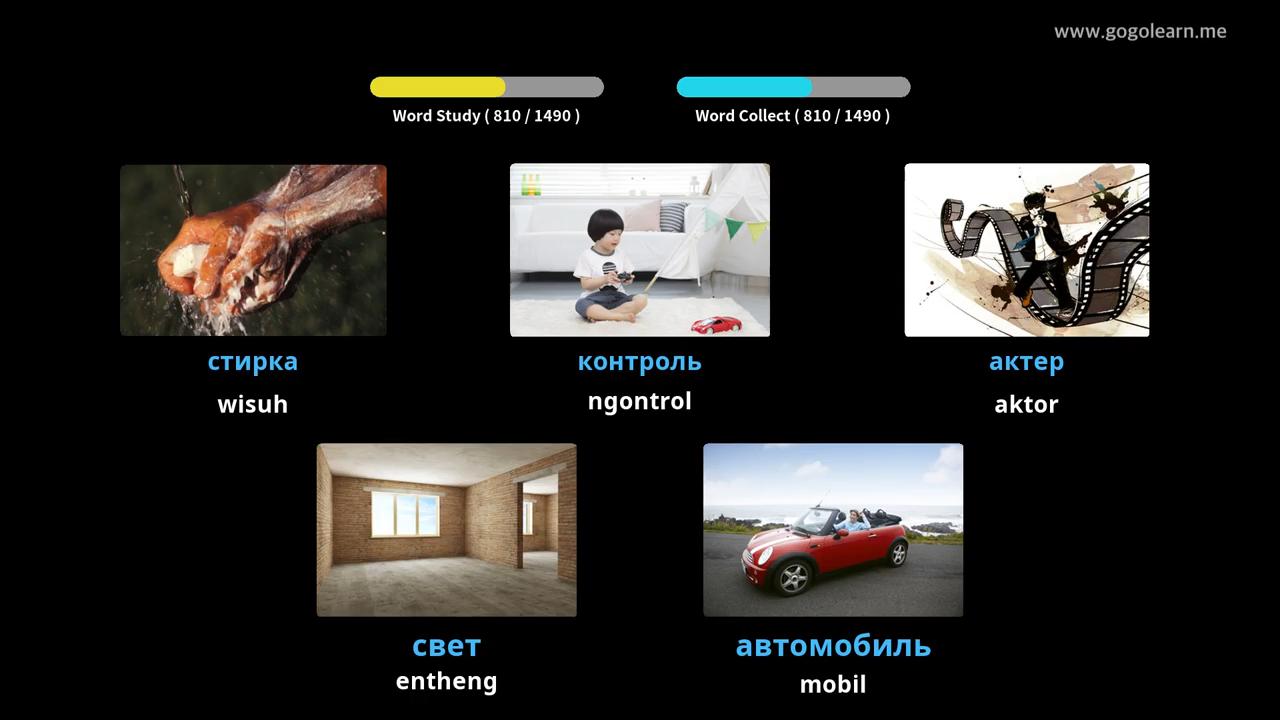 www.gogolearn.me
Word Study ( 810 / 1490 )
Word Collect ( 810 / 1490 )
стирка
wisuh
контроль
ngontrol
актер
aktor
свет
entheng
автомобиль
mobil